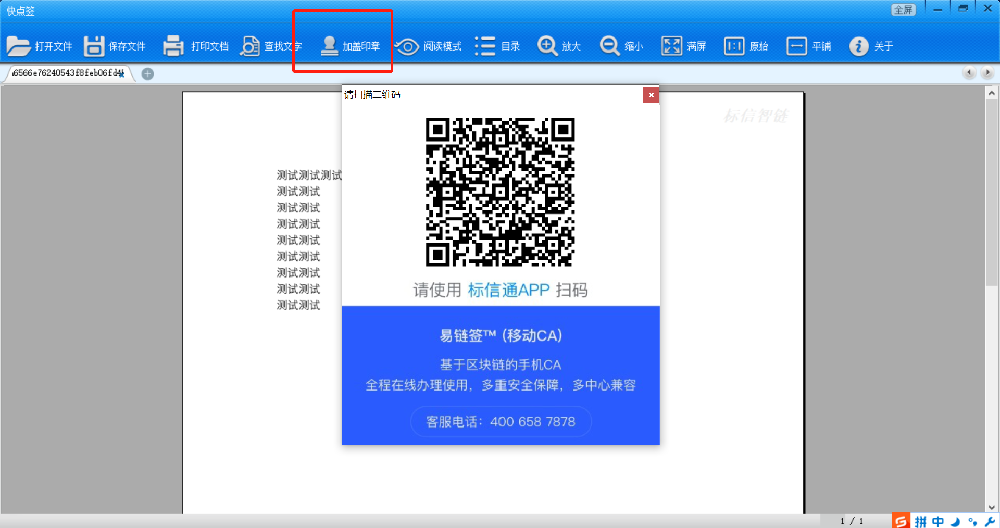 快点签
全屏
打开文件 保存文件 打印文档 查找文字 加盖印章 阅读模式 目录 放大 缩小 满屏 原始 平铺 关于
6566e76240543f8feb06fd4
请扫描二维码
标信智链
测试测试测试
测试测试
测试测试
测试测试
测试测试
测试测试
测试测试
测试测试
测试测试
请使用 标信通APP 扫码
易链签™ (移动CA)
基于区块链的手机CA
全程在线办理使用，多重安全保障，多中心兼容
客服电话：400 658 7878
1 / 1
拼 中